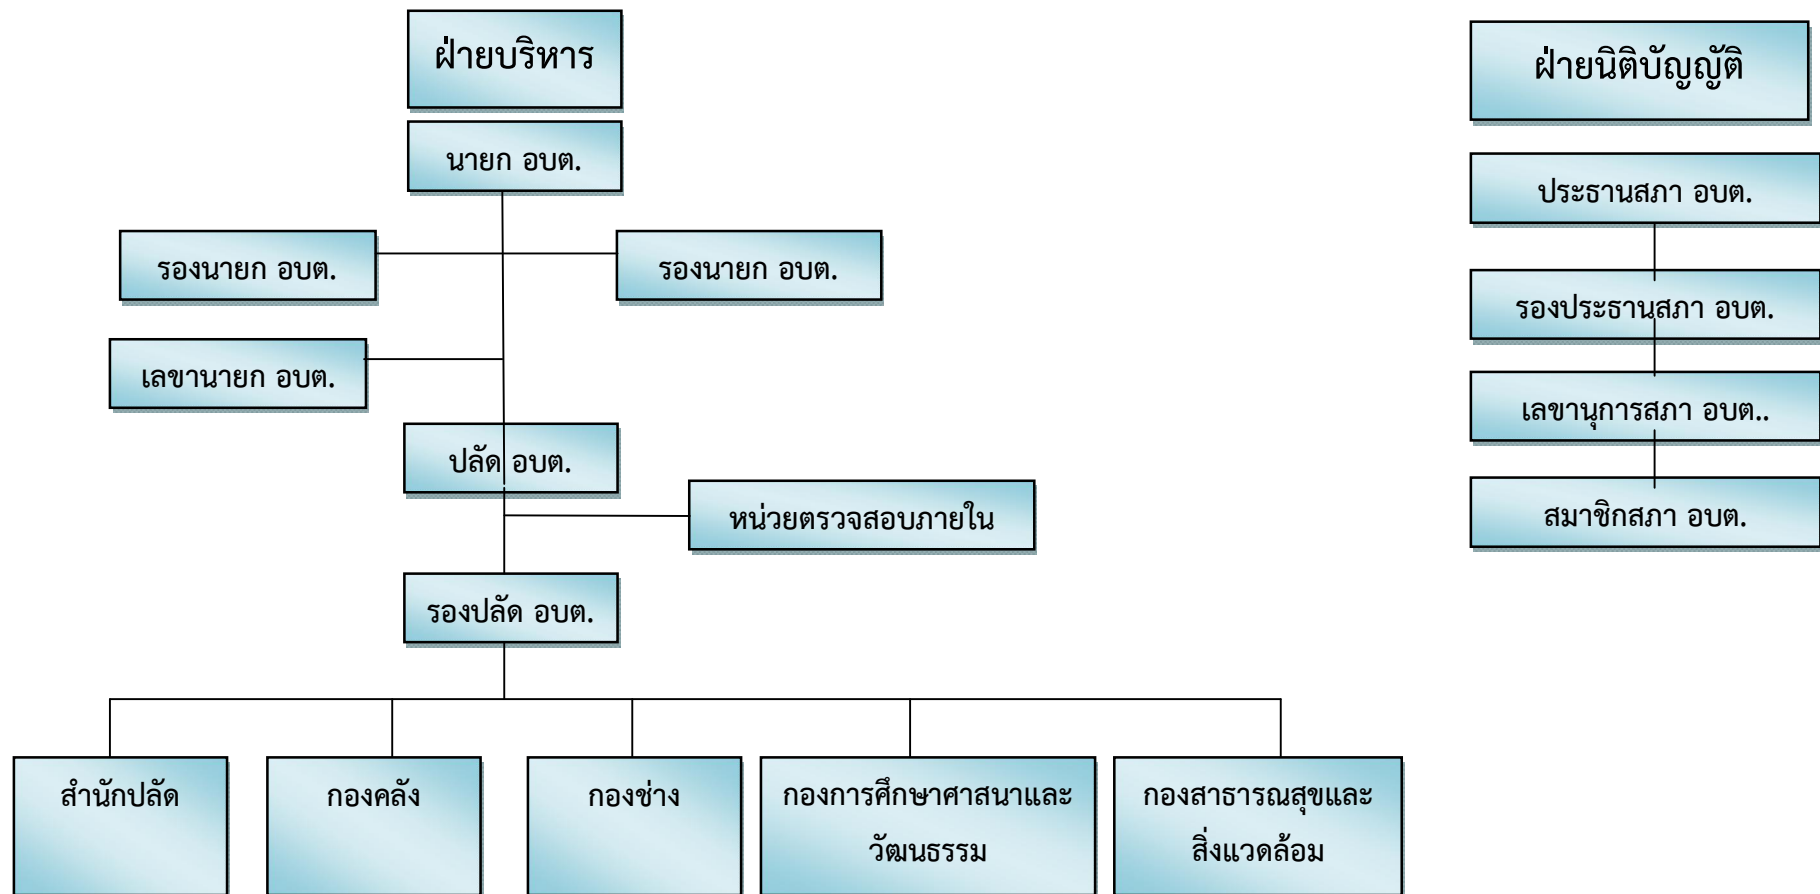 ฝ่ายบริหาร
นายก อบต.
รองนายก อบต.
รองนายก อบต.
เลขานายก อบต.
ปลัด อบต.
หน่วยตรวจสอบภายใน
รองปลัด อบต.
สำนักปลัด
กองคลัง
กองช่าง
กองการศึกษาศาสนาและ
วัฒนธรรม
กองสาธารณสุขและ
สิ่งแวดล้อม
ฝ่ายนิติบัญญัติ
ประธานสภา อบต.
รองประธานสภา อบต.
เลขานุการสภา อบต..
สมาชิกสภา อบต.